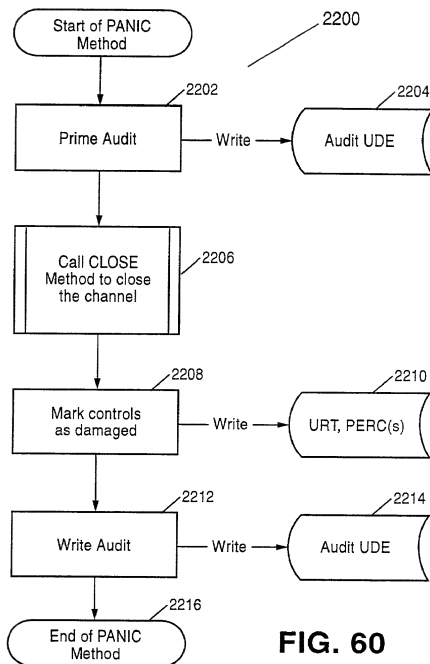 Start of PANIC
Method
2200
2202
2204
Prime Audit
Write
Audit UDE
Call CLOSE
Method to close
the channel
2206
2208
2210
Mark controls
as damaged
Write
URT, PERC(s)
2212
2214
Write Audit
Write
Audit UDE
2216
End of PANIC
Method
FIG. 60